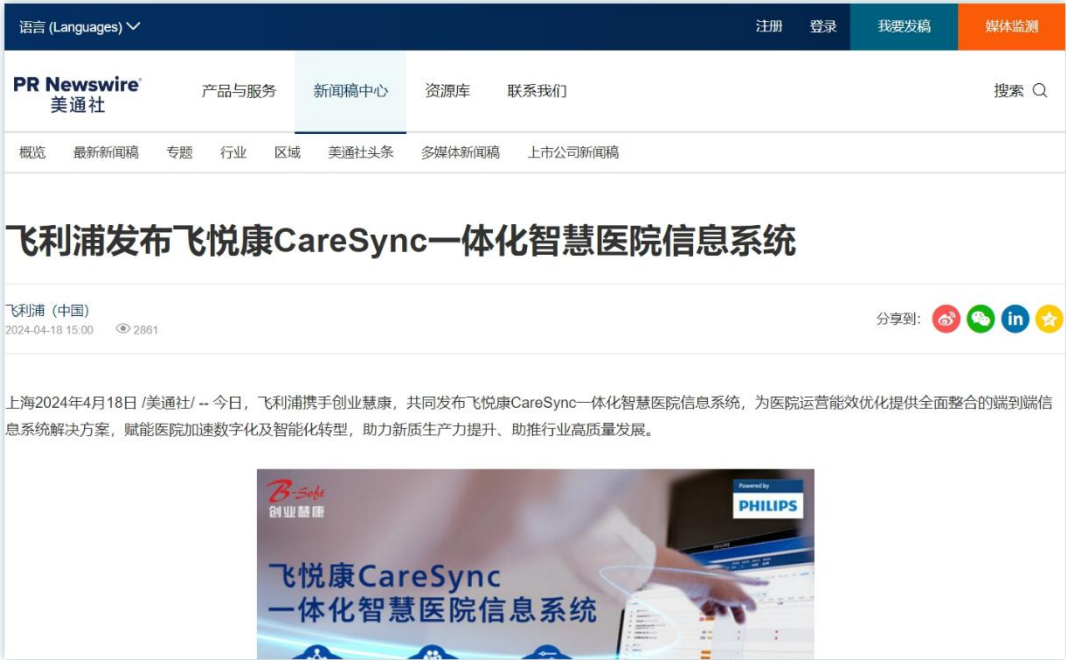 语言 (Languages)
注册 登录 我要发稿 媒体监测
PR Newswire®
美通社
产品与服务 新闻稿中心 资源库 联系我们
搜索
概览 最新新闻稿 专题 行业 区域 美通社头条 多媒体新闻稿 上市公司新闻稿
飞利浦发布飞悦康CareSync一体化智慧医院信息系统
飞利浦（中国）
2024-04-18 15:00 2861
分享到:
in
上海2024年4月18日 /美通社/ -- 今日，飞利浦携手创业慧康，共同发布飞悦康CareSync一体化智慧医院信息系统，为医院运营能效优化提供全面整合的端到端信
息系统解决方案，赋能医院加速数字化及智能化转型，助力新质生产力提升、助推行业高质量发展。
B-Soft
创业慧康
Powered by
PHILIPS
飞悦康CareSync
一体化智慧医院信息系统